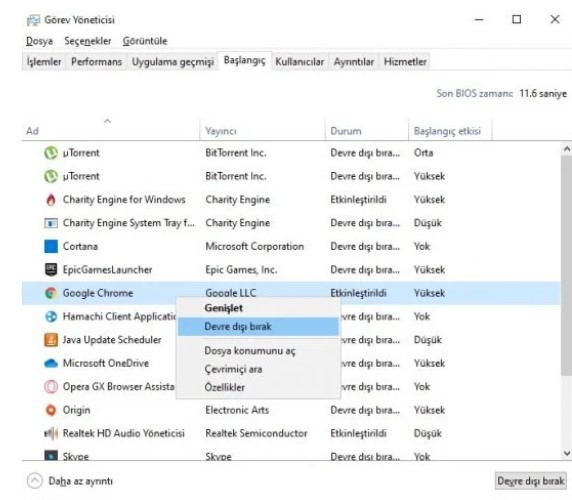 Görev Yöneticisi
Dosya Seçenekler Görüntüle
İşlemler Performans Uygulama geçmişi Başlangıç Kullanıcılar Ayrıntılar Hizmetler
Son BIOS zamanı: 11.6 saniye
Ad Yayıncı Durum Başlangıç etkisi
µTorrent BitTorrent Inc. Devre dışı bıra... Orta
µTorrent BitTorrent Inc. Devre dışı bıra... Yüksek
Charity Engine for Windows Charity Engine Etkinleştirildi Yüksek
Charity Engine System Tray f... Charity Engine Devre dışı bıra... Düşük
Cortana Microsoft Corporation Devre dışı bıra... Yok
EpicGamesLauncher Epic Games, Inc. Devre dışı bıra... Yüksek
Google Chrome Google LLC Etkinleştirildi Yüksek
Genişlet
Hamachi Client Applicatio vre dışı bıra... Yok
Devre dışı bırak
Java Update Scheduler vre dışı bıra... Düşük
Dosya konumunu aç
Microsoft OneDrive vre dışı bıra... Yüksek
Çevrimiçi ara
Opera GX Browser Assista vre dışı bıra... Yok
Özellikler
Origin Electronic Arts Devre dışı bıra... Yüksek
Realtek HD Audio Yöneticisi Realtek Semiconductor Etkinleştirildi Düşük
Skype Skype Devre dışı bıra... Yok
Daha az ayrıntı Devre dışı bırak